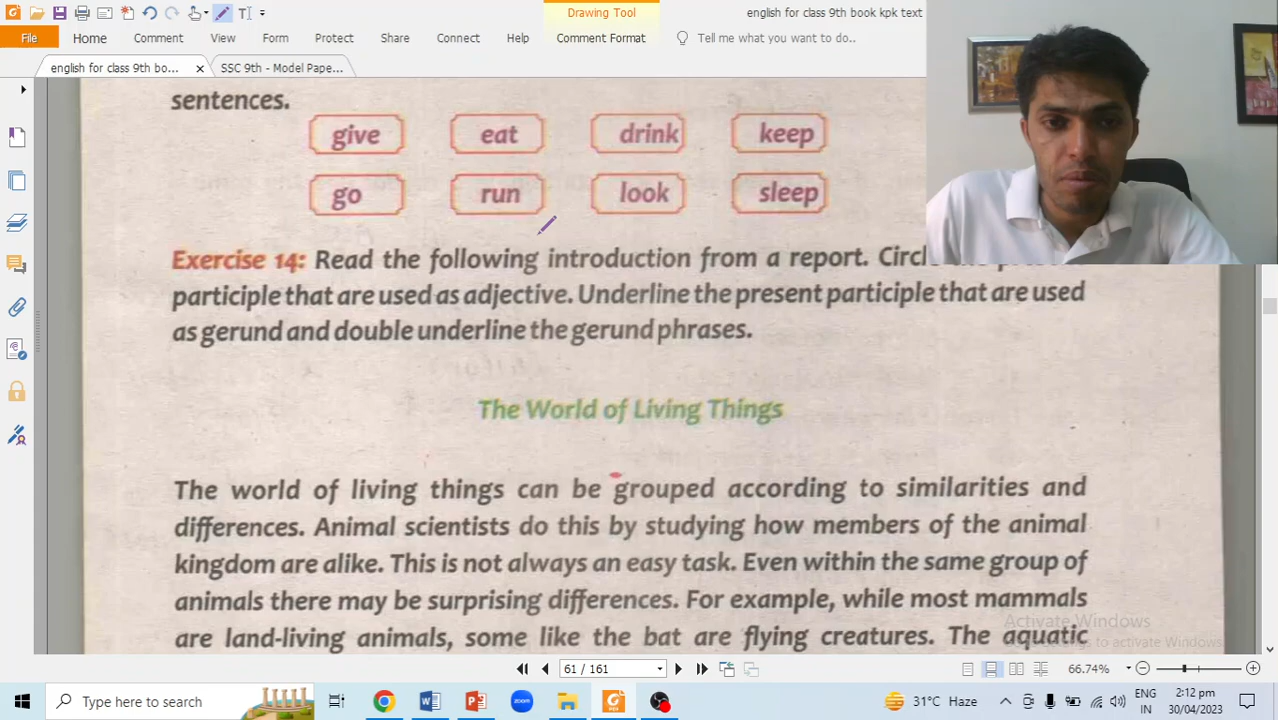 Drawing Tool
english for class 9th book kpk text
File Home Comment View Form Protect Share Connect Help Comment Format Tell me what you want to do..
english for class 9th bo... × SSC 9th - Model Pape...
sentences.
give eat drink keep
go run look sleep
Exercise 14: Read the following introduction from a report. Circ
participle that are used as adjective. Underline the present participle that are used
as gerund and double underline the gerund phrases.
The World of Living Things
The world of living things can be grouped according to similarities and
differences. Animal scientists do this by studying how members of the animal
kingdom are alike. This is not always an easy task. Even within the same group of
animals there may be surprising differences. For example, while most mammals
are land-living animals, some like the bat are flying creatures. The aquatic
Activate Windows
to activate Windows
61 / 161
66.74%
Type here to search
31°C Haze
ENG
IN
2:12 pm
30/04/2023